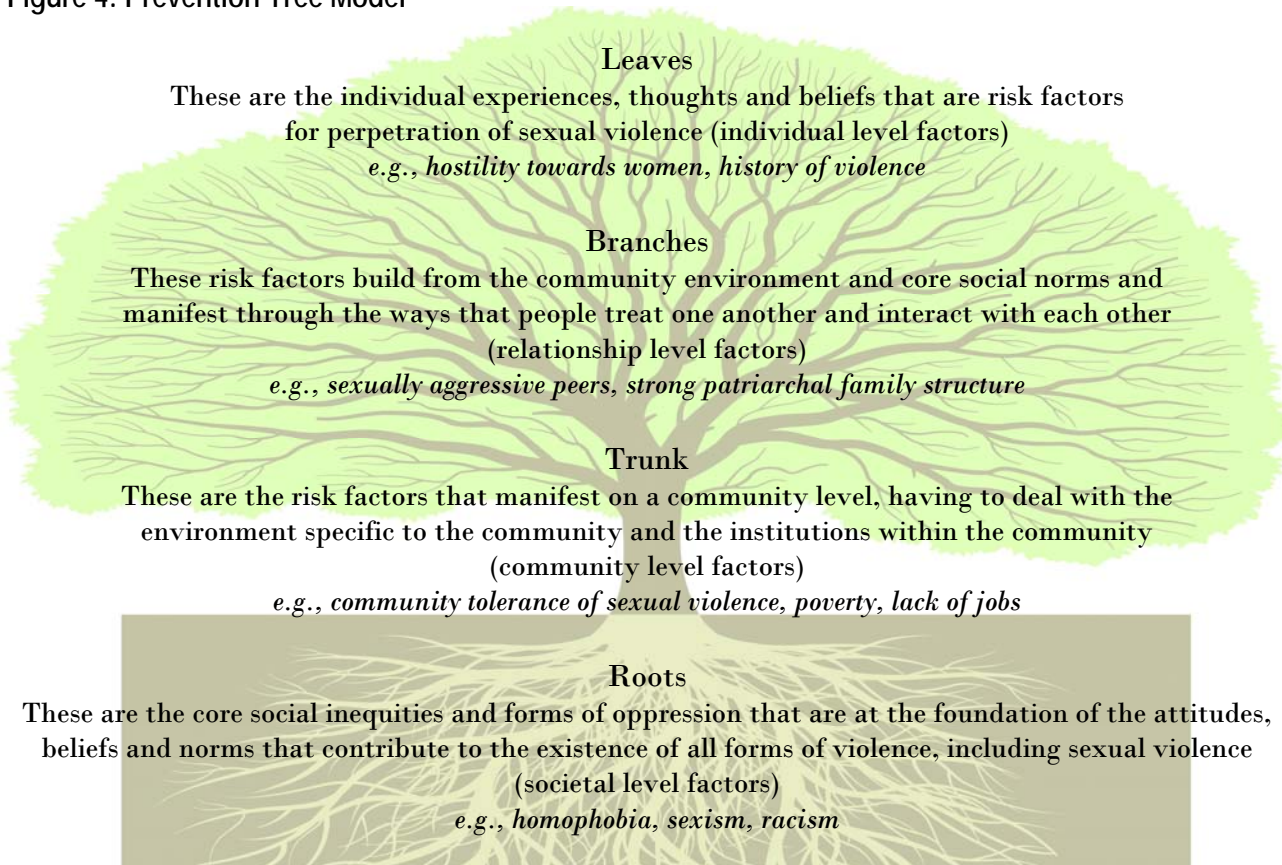 Figure 4. Prevention Tree Model
Leaves
These are the individual experiences, thoughts and beliefs that are risk factors
for perpetration of sexual violence (individual level factors)
e.g., hostility towards women, history of violence
Branches
These risk factors build from the community environment and core social norms and
manifest through the ways that people treat one another and interact with each other
(relationship level factors)
e.g., sexually aggressive peers, strong patriarchal family structure
Trunk
These are the risk factors that manifest on a community level, having to deal with the
environment specific to the community and the institutions within the community
(community level factors)
e.g., community tolerance of sexual violence, poverty, lack of jobs
Roots
These are the core social inequities and forms of oppression that are at the foundation of the attitudes,
beliefs and norms that contribute to the existence of all forms of violence, including sexual violence
(societal level factors)
e.g., homophobia, sexism, racism